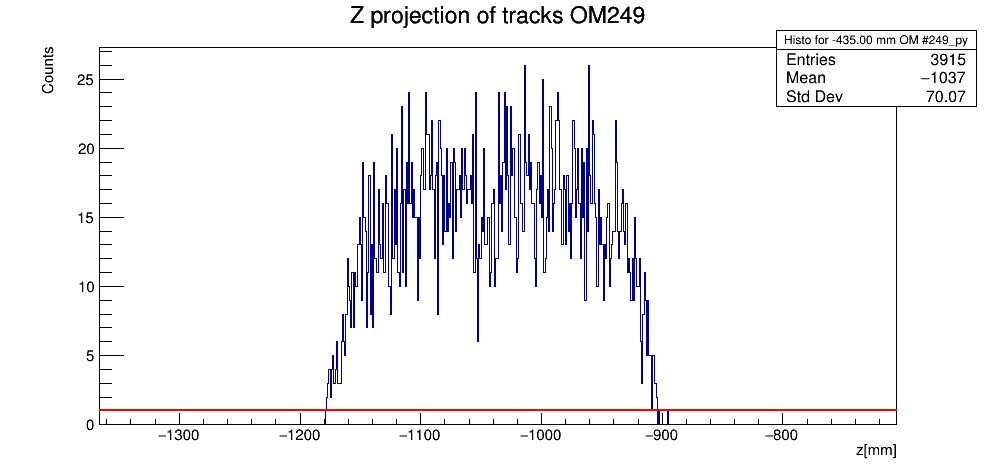 Z projection of tracks OM249
Histo for -435.00 mm OM #249_py
Entries 3915
Mean −1037
Std Dev 70.07
Counts
25
20
15
10
5
0
−1300 −1200 −1100 −1000 −900 −800
z[mm]